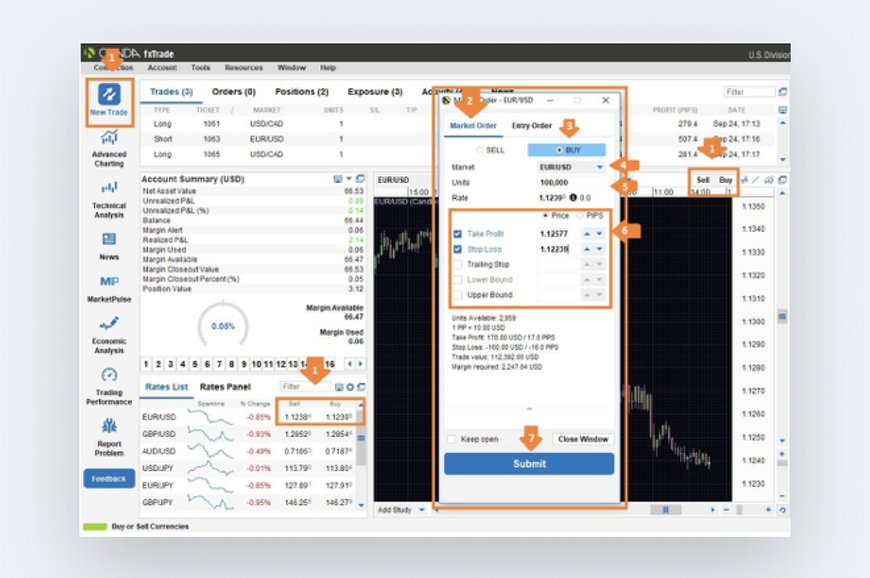 OANDA fxTrade
U.S. Division
1
Connection Account Tools Resources Window Help
New Trade
Advanced
Charting
Technical
Analysis
News
MP
MarketPulse
Economic
Analysis
Trading
Performance
Report
Problem
Feedback
Trades (3) Orders (0) Positions (2) Exposure (3) News
Filter
TYPE TICKET / MARKET UNITS S/L T/P PROFIT (PIPS) DATE
Long 1061 USD/CAD 1 279.4 Sep 24, 17:13
Short 1063 EUR/USD 1 507.4 Sep 24, 17:16
Long 1065 USD/CAD 1 281.4 Sep 24, 17:17
1
Account Summary (USD)
Net Asset Value 66.53
Unrealized P&L 0.09
Unrealized P&L (%) 0.14
Balance 66.44
Margin Alert 0.06
Realized P&L 2.14
Margin Used 0.06
Margin Available 66.47
Margin Closeout Value 66.53
Margin Closeout Percent (%) 0.05
Position Value 3.12
0.05%
Margin Available
66.47
Margin Used
0.06
1 2 3 4 5 6 7 8 9 10 11 12 13 16
1
Rates List Rates Panel Filter
Sparkline % Change Sell Buy
EUR/USD -0.85% 1.1238⁴ 1.1239⁹
GBP/USD -0.93% 1.2852 1.2854
AUD/USD -0.49% 0.7186 0.7187
USD/JPY -0.01% 113.79 113.80
EUR/JPY -0.85% 127.89 127.91
GBP/JPY -0.95% 146.25 146.27
Buy or Sell Currencies
EUR/USD
15:00
EUR/USD (Candle
Sell Buy
11:00 14:00
1.1350
1.1340
1.1330
1.1320
1.1310
1.1300
1.1290
1.1280
1.1270
1.1260
1.1250
1.1240
1.1230
Add Study
2
Order - EUR/USD
Market Order Entry Order
3
SELL BUY
Market EUR/USD
4
Units 100,000
5
Rate 1.1239⁹ 0.0
Price PIPS
6
Take Profit 1.12577
Stop Loss 1.12239
Trailing Stop
Lower Bound
Upper Bound
Units Available: 2,959
1 PIP = 10.00 USD
Take Profit: 178.00 USD / 17.8 PIPS
Stop Loss: -160.00 USD / -16.0 PIPS
Trade value: 112,392.00 USD
Margin required: 2,247.84 USD
Keep open
7
Close Window
Submit